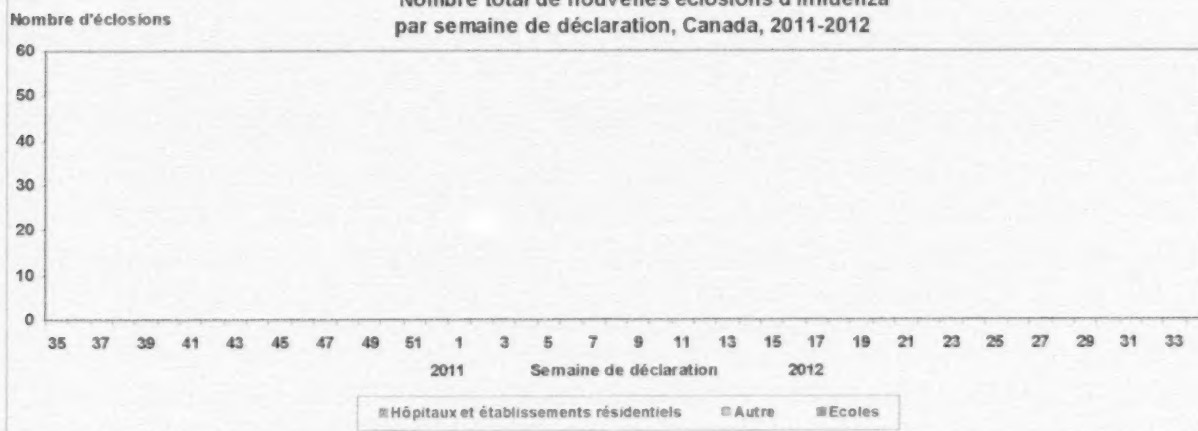 Nombre total de nouvelles éclosions d'influenza
par semaine de déclaration, Canada, 2011-2012
Nombre d'éclosions
60
50
40
30
20
10
0
35 37 39 41 43 45 47 49 51 1 3 5 7 9 11 13 15 17 19 21 23 25 27 29 31 33
2011 Semaine de déclaration 2012
Hôpitaux et établissements résidentiels Autre Ecoles